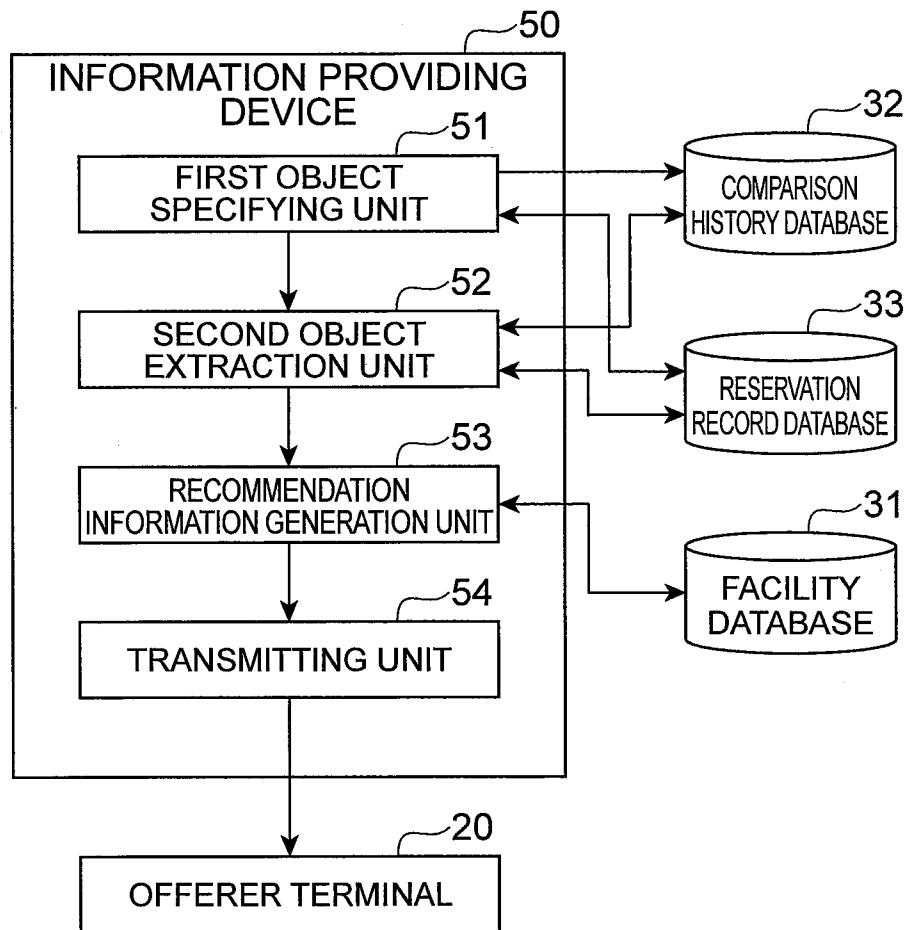 50
INFORMATION PROVIDING
DEVICE
51
FIRST OBJECT
SPECIFYING UNIT
52
SECOND OBJECT
EXTRACTION UNIT
53
RECOMMENDATION
INFORMATION GENERATION UNIT
54
TRANSMITTING UNIT
20
OFFERER TERMINAL
32
COMPARISON
HISTORY DATABASE
33
RESERVATION
RECORD DATABASE
31
FACILITY
DATABASE